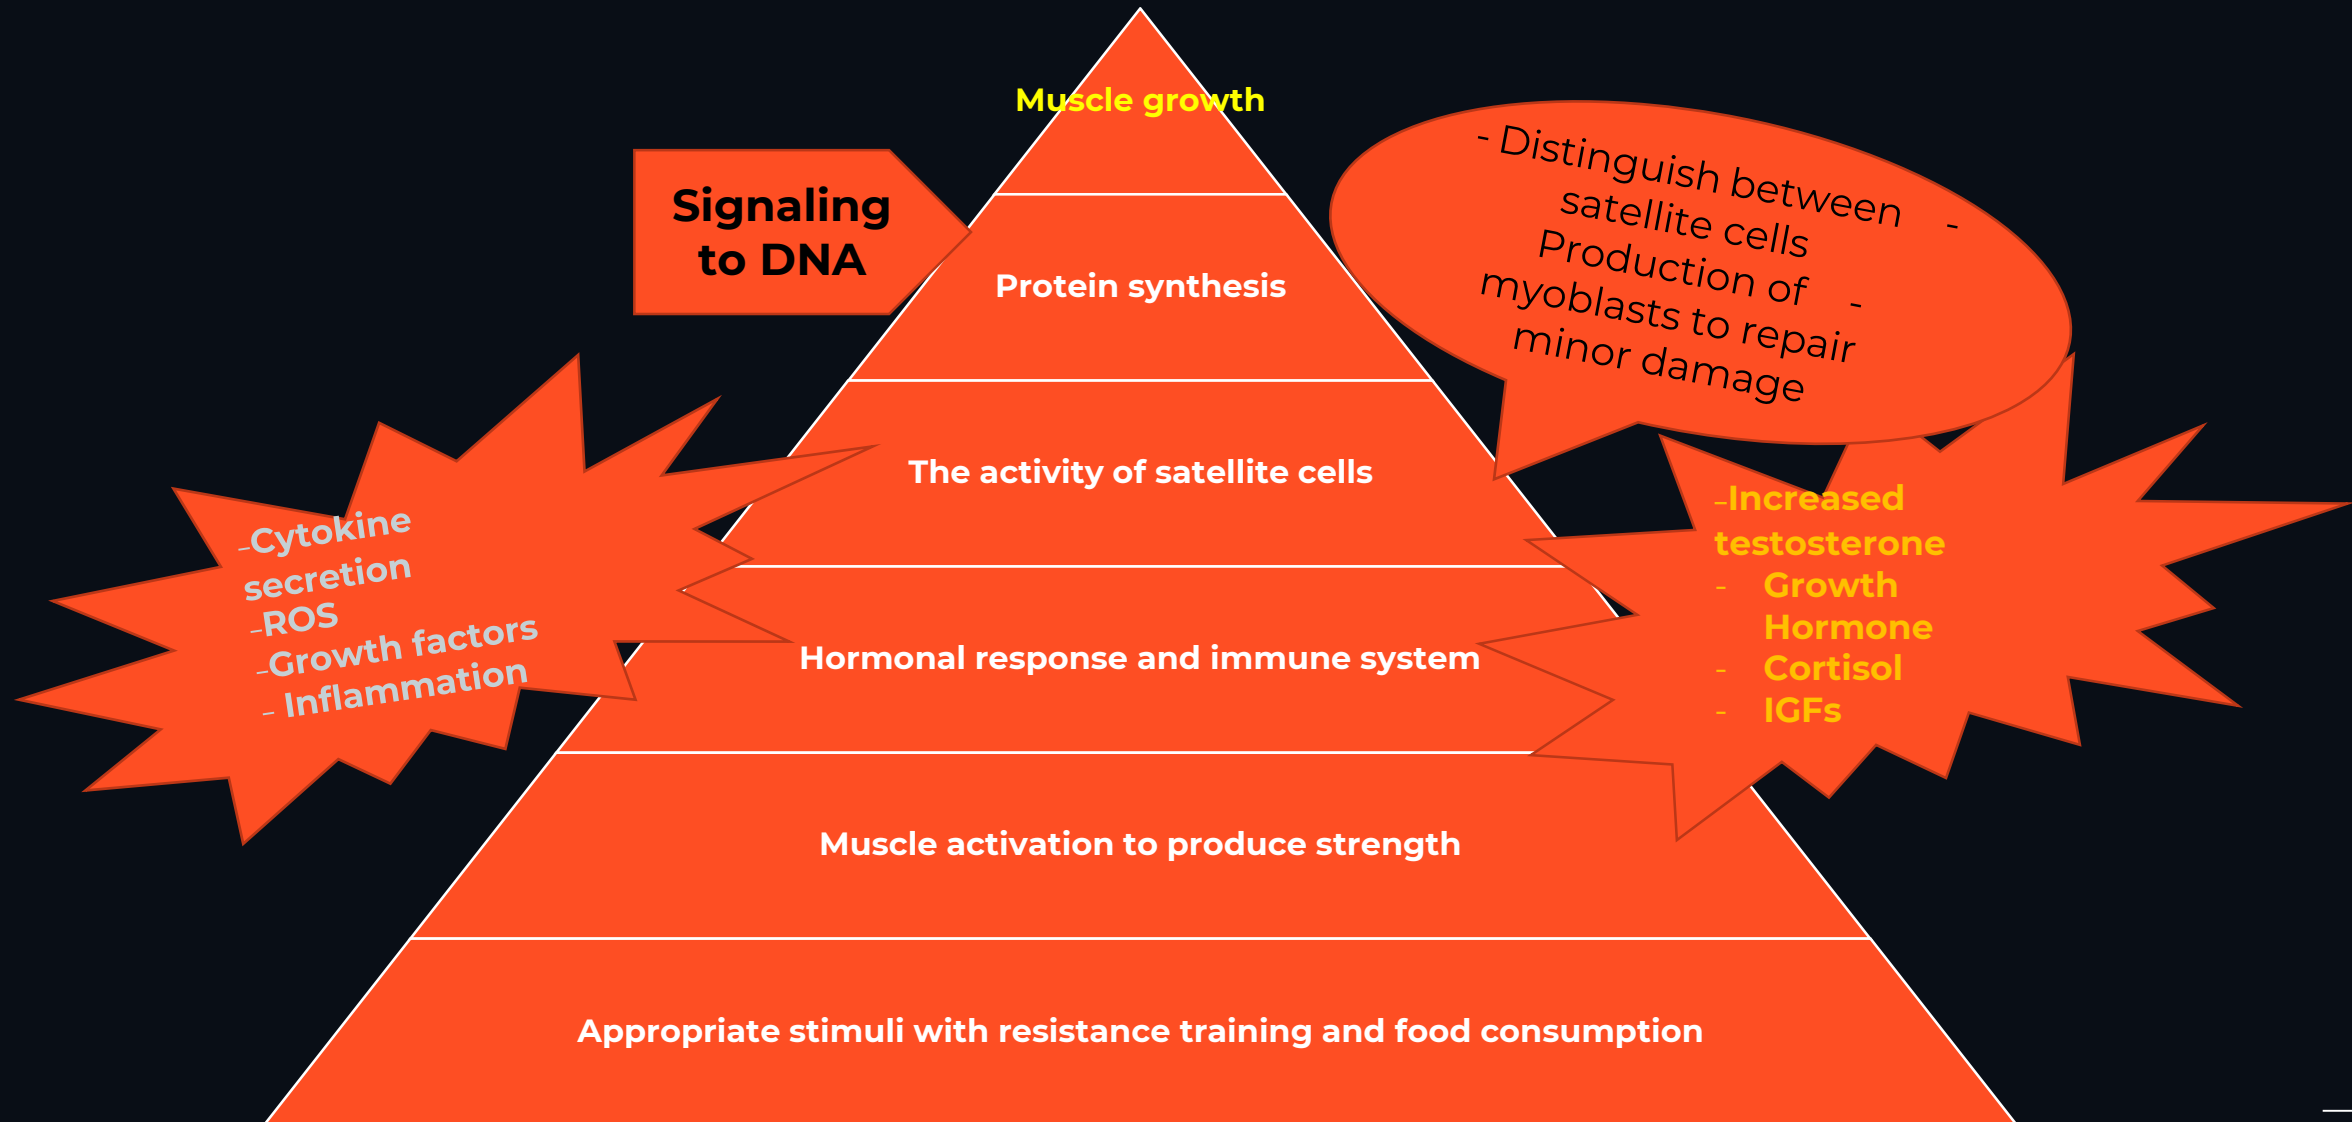 Muscle growth
Signaling
to DNA
- Distinguish between -
satellite cells
Production of -
myoblasts to repair
minor damage
Protein synthesis
The activity of satellite cells
-Cytokine
secretion
-ROS
-Growth factors
- Inflammation
-Increased
testosterone
- Growth
Hormone
- Cortisol
- IGFs
Hormonal response and immune system
Muscle activation to produce strength
Appropriate stimuli with resistance training and food consumption